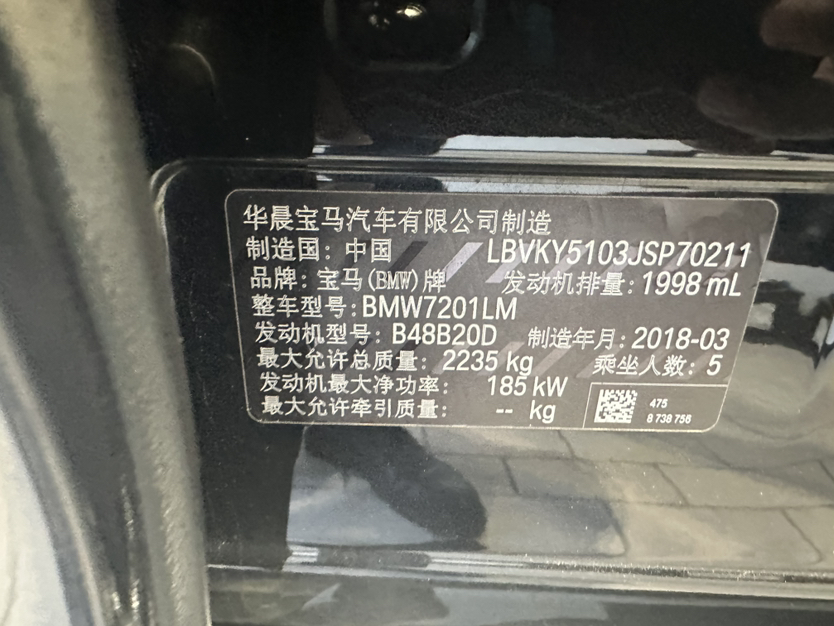 华晨宝马汽车有限公司制造
制造国: 中国 LBVKY5103JSP70211
品牌: 宝马(BMW)牌 发动机排量: 1998 mL
整车型号: BMW7201LM
发动机型号: B48B20D 制造年月: 2018-03
最大允许总质量: 2235 kg 乘坐人数: 5
发动机最大净功率: 185 kW
最大允许牵引质量: -- kg
475
8 738 756